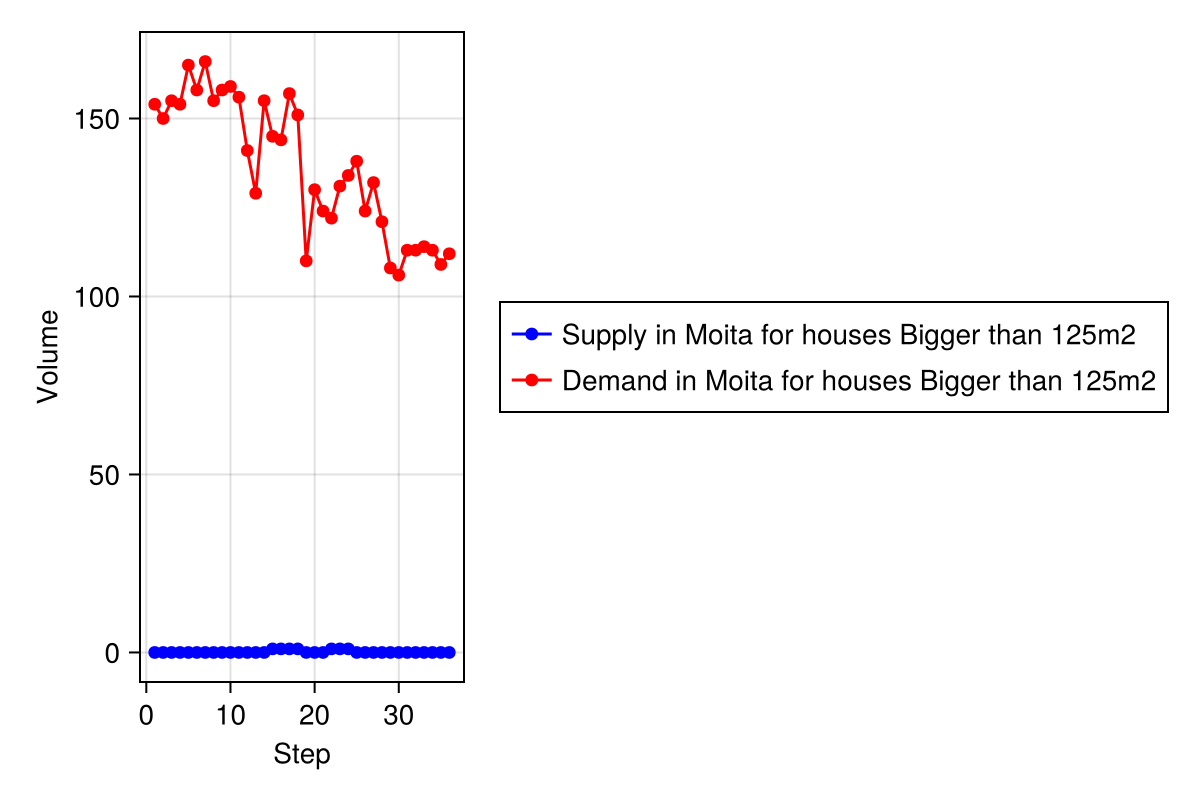 150
100
50
0
Volume
0 10 20 30
Step
Supply in Moita for houses Bigger than 125m2
Demand in Moita for houses Bigger than 125m2